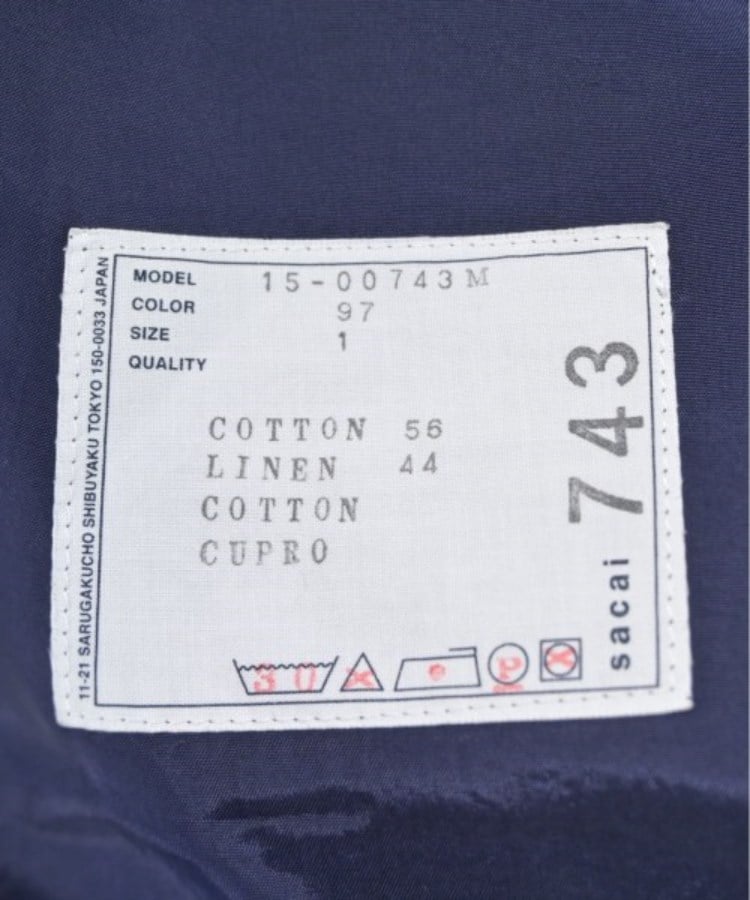 MODEL 15-00743M
COLOR 97
SIZE 1
QUALITY
COTTON 56
LINEN 44
COTTON
CUPRO
30 X P X
743
sacai
11-21 SARUGAKUCHO SHIBUYAKU TOKYO 150-0033 JAPAN